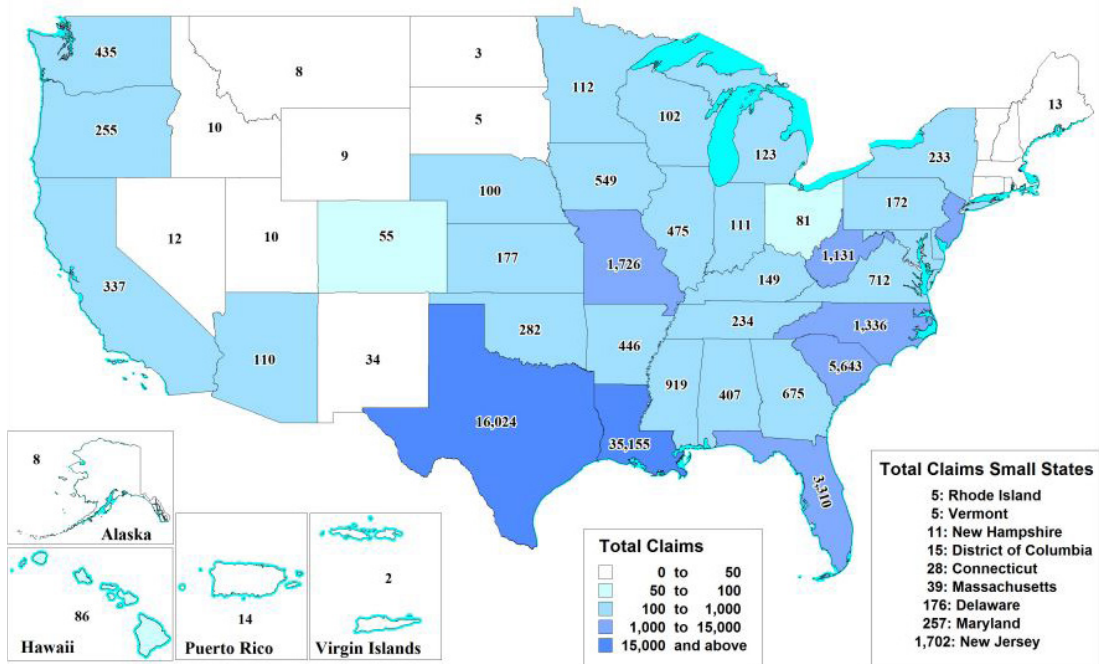 435
8
3
112
13
255
10
5
102
9
123
233
549
100
81
172
12
10
55
475
111
1,131
177
1,726
149
712
337
282
234
1,336
110
34
446
5,643
919
407
675
16,024
35,155
3,310
8
Alaska
86
Hawaii
14
Puerto Rico
2
Virgin Islands
Total Claims
0 to 50
50 to 100
100 to 1,000
1,000 to 15,000
15,000 and above
Total Claims Small States
5: Rhode Island
5: Vermont
11: New Hampshire
15: District of Columbia
28: Connecticut
39: Massachusetts
176: Delaware
257: Maryland
1,702: New Jersey